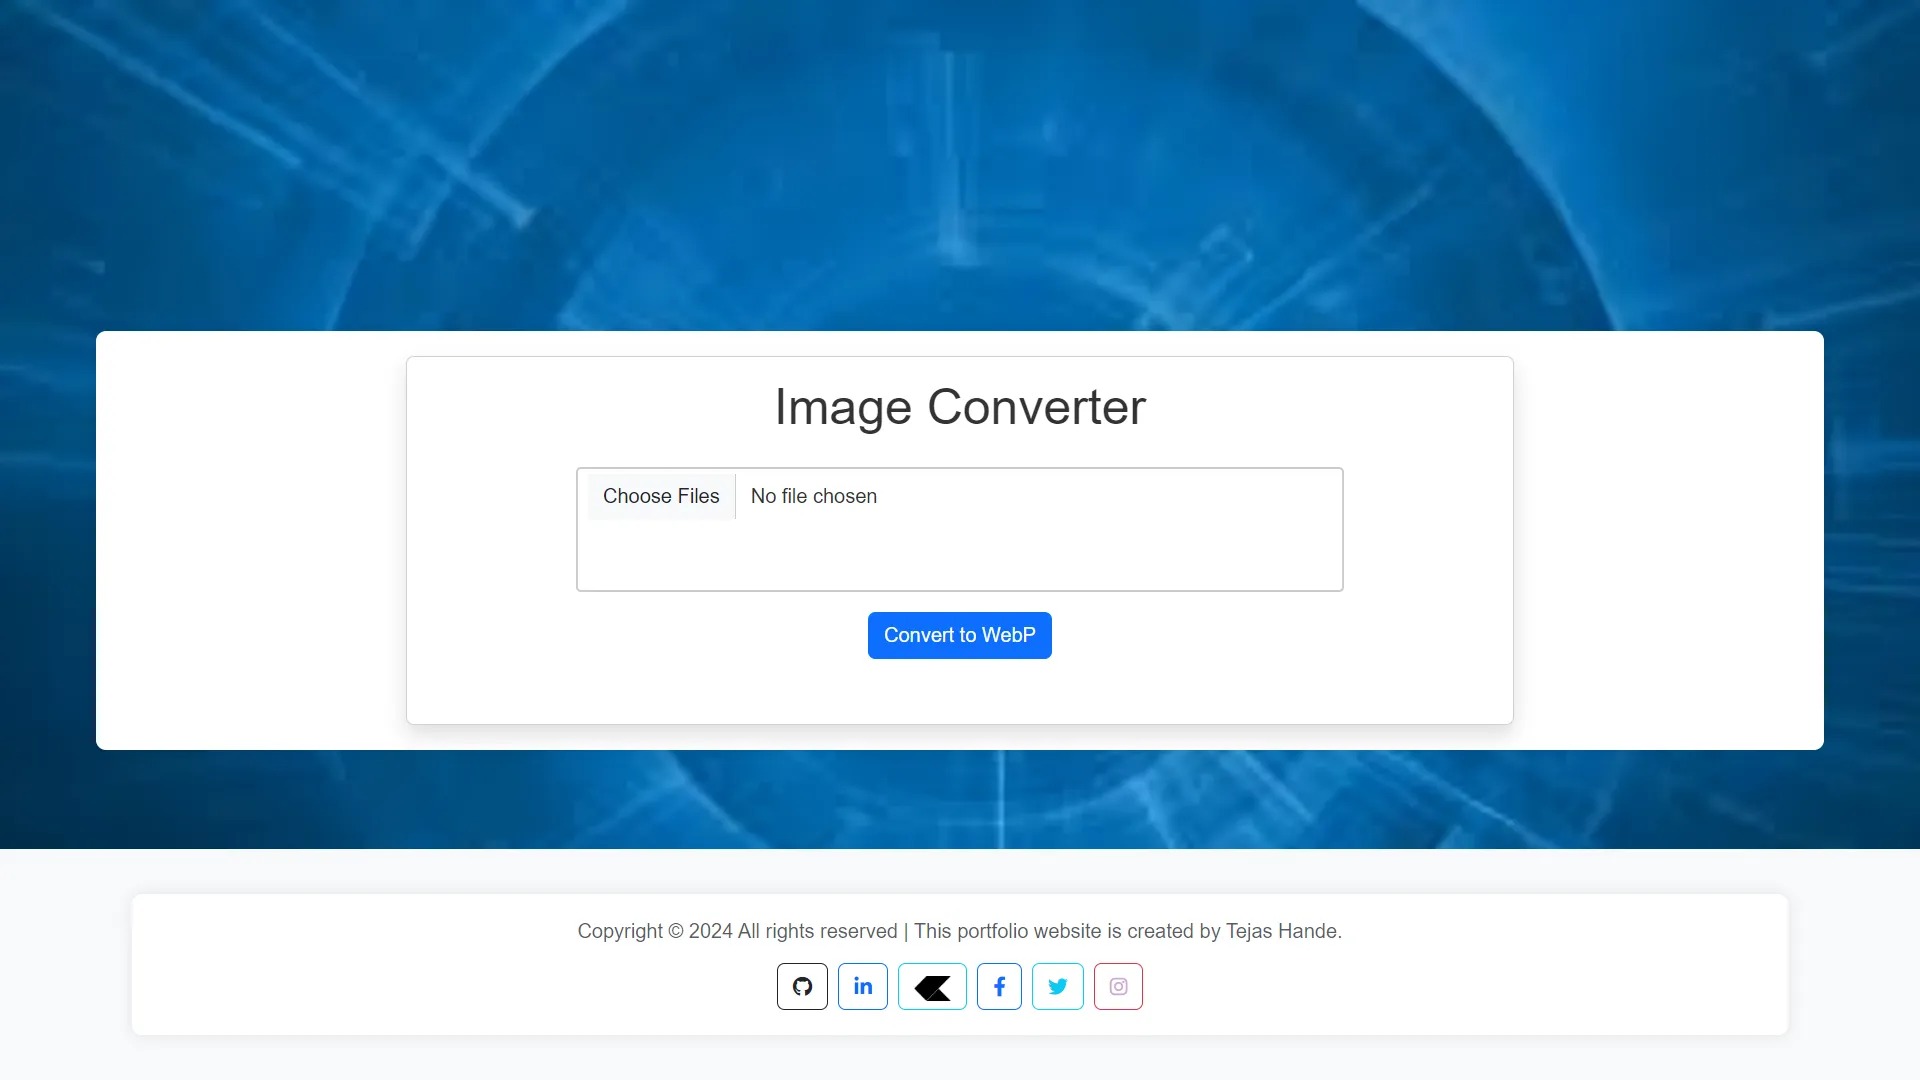 Image Converter
Choose Files No file chosen
Convert to WebP
Copyright © 2024 All rights reserved | This portfolio website is created by Tejas Hande.